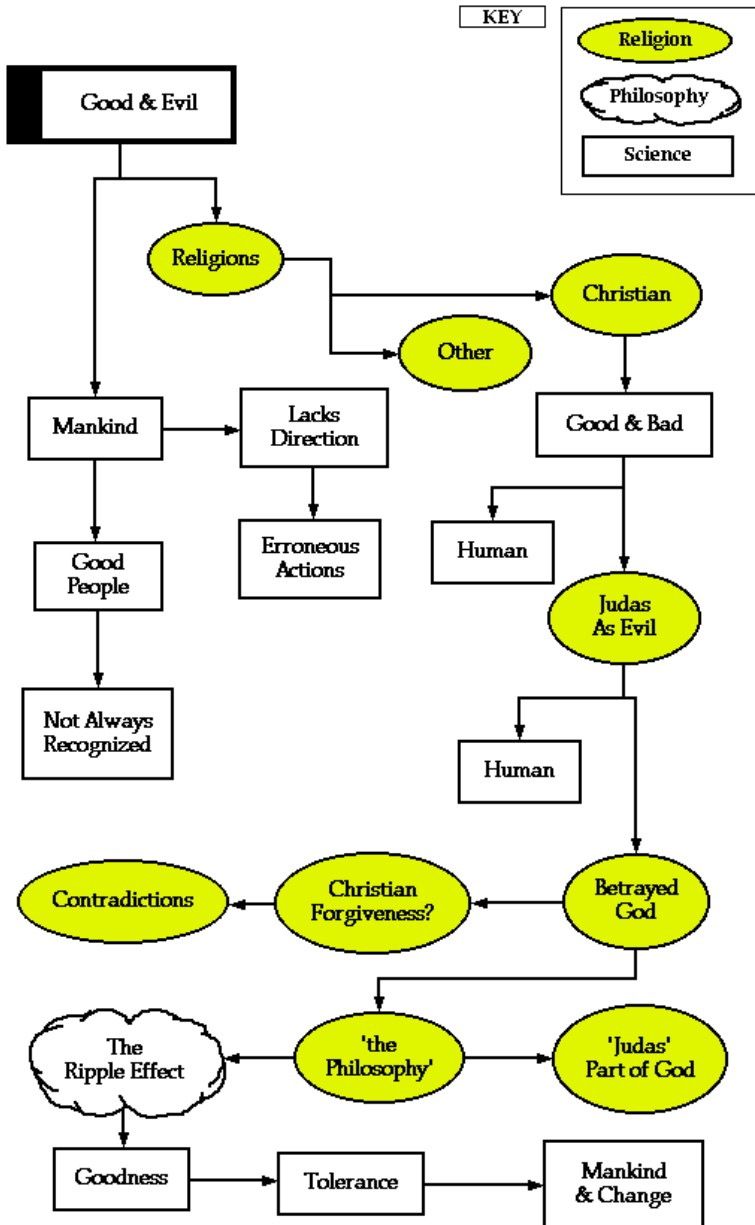 KEY
Religion
Philosophy
Science
Good & Evil
Religions
Christian
Other
Mankind
Lacks
Direction
Good & Bad
Good
People
Erroneous
Actions
Human
Judas
As Evil
Not Always
Recognized
Human
Contradictions
Christian
Forgiveness?
Betrayed
God
The
Ripple Effect
'the
Philosophy'
'Judas'
Part of God
Goodness
Tolerance
Mankind
& Change